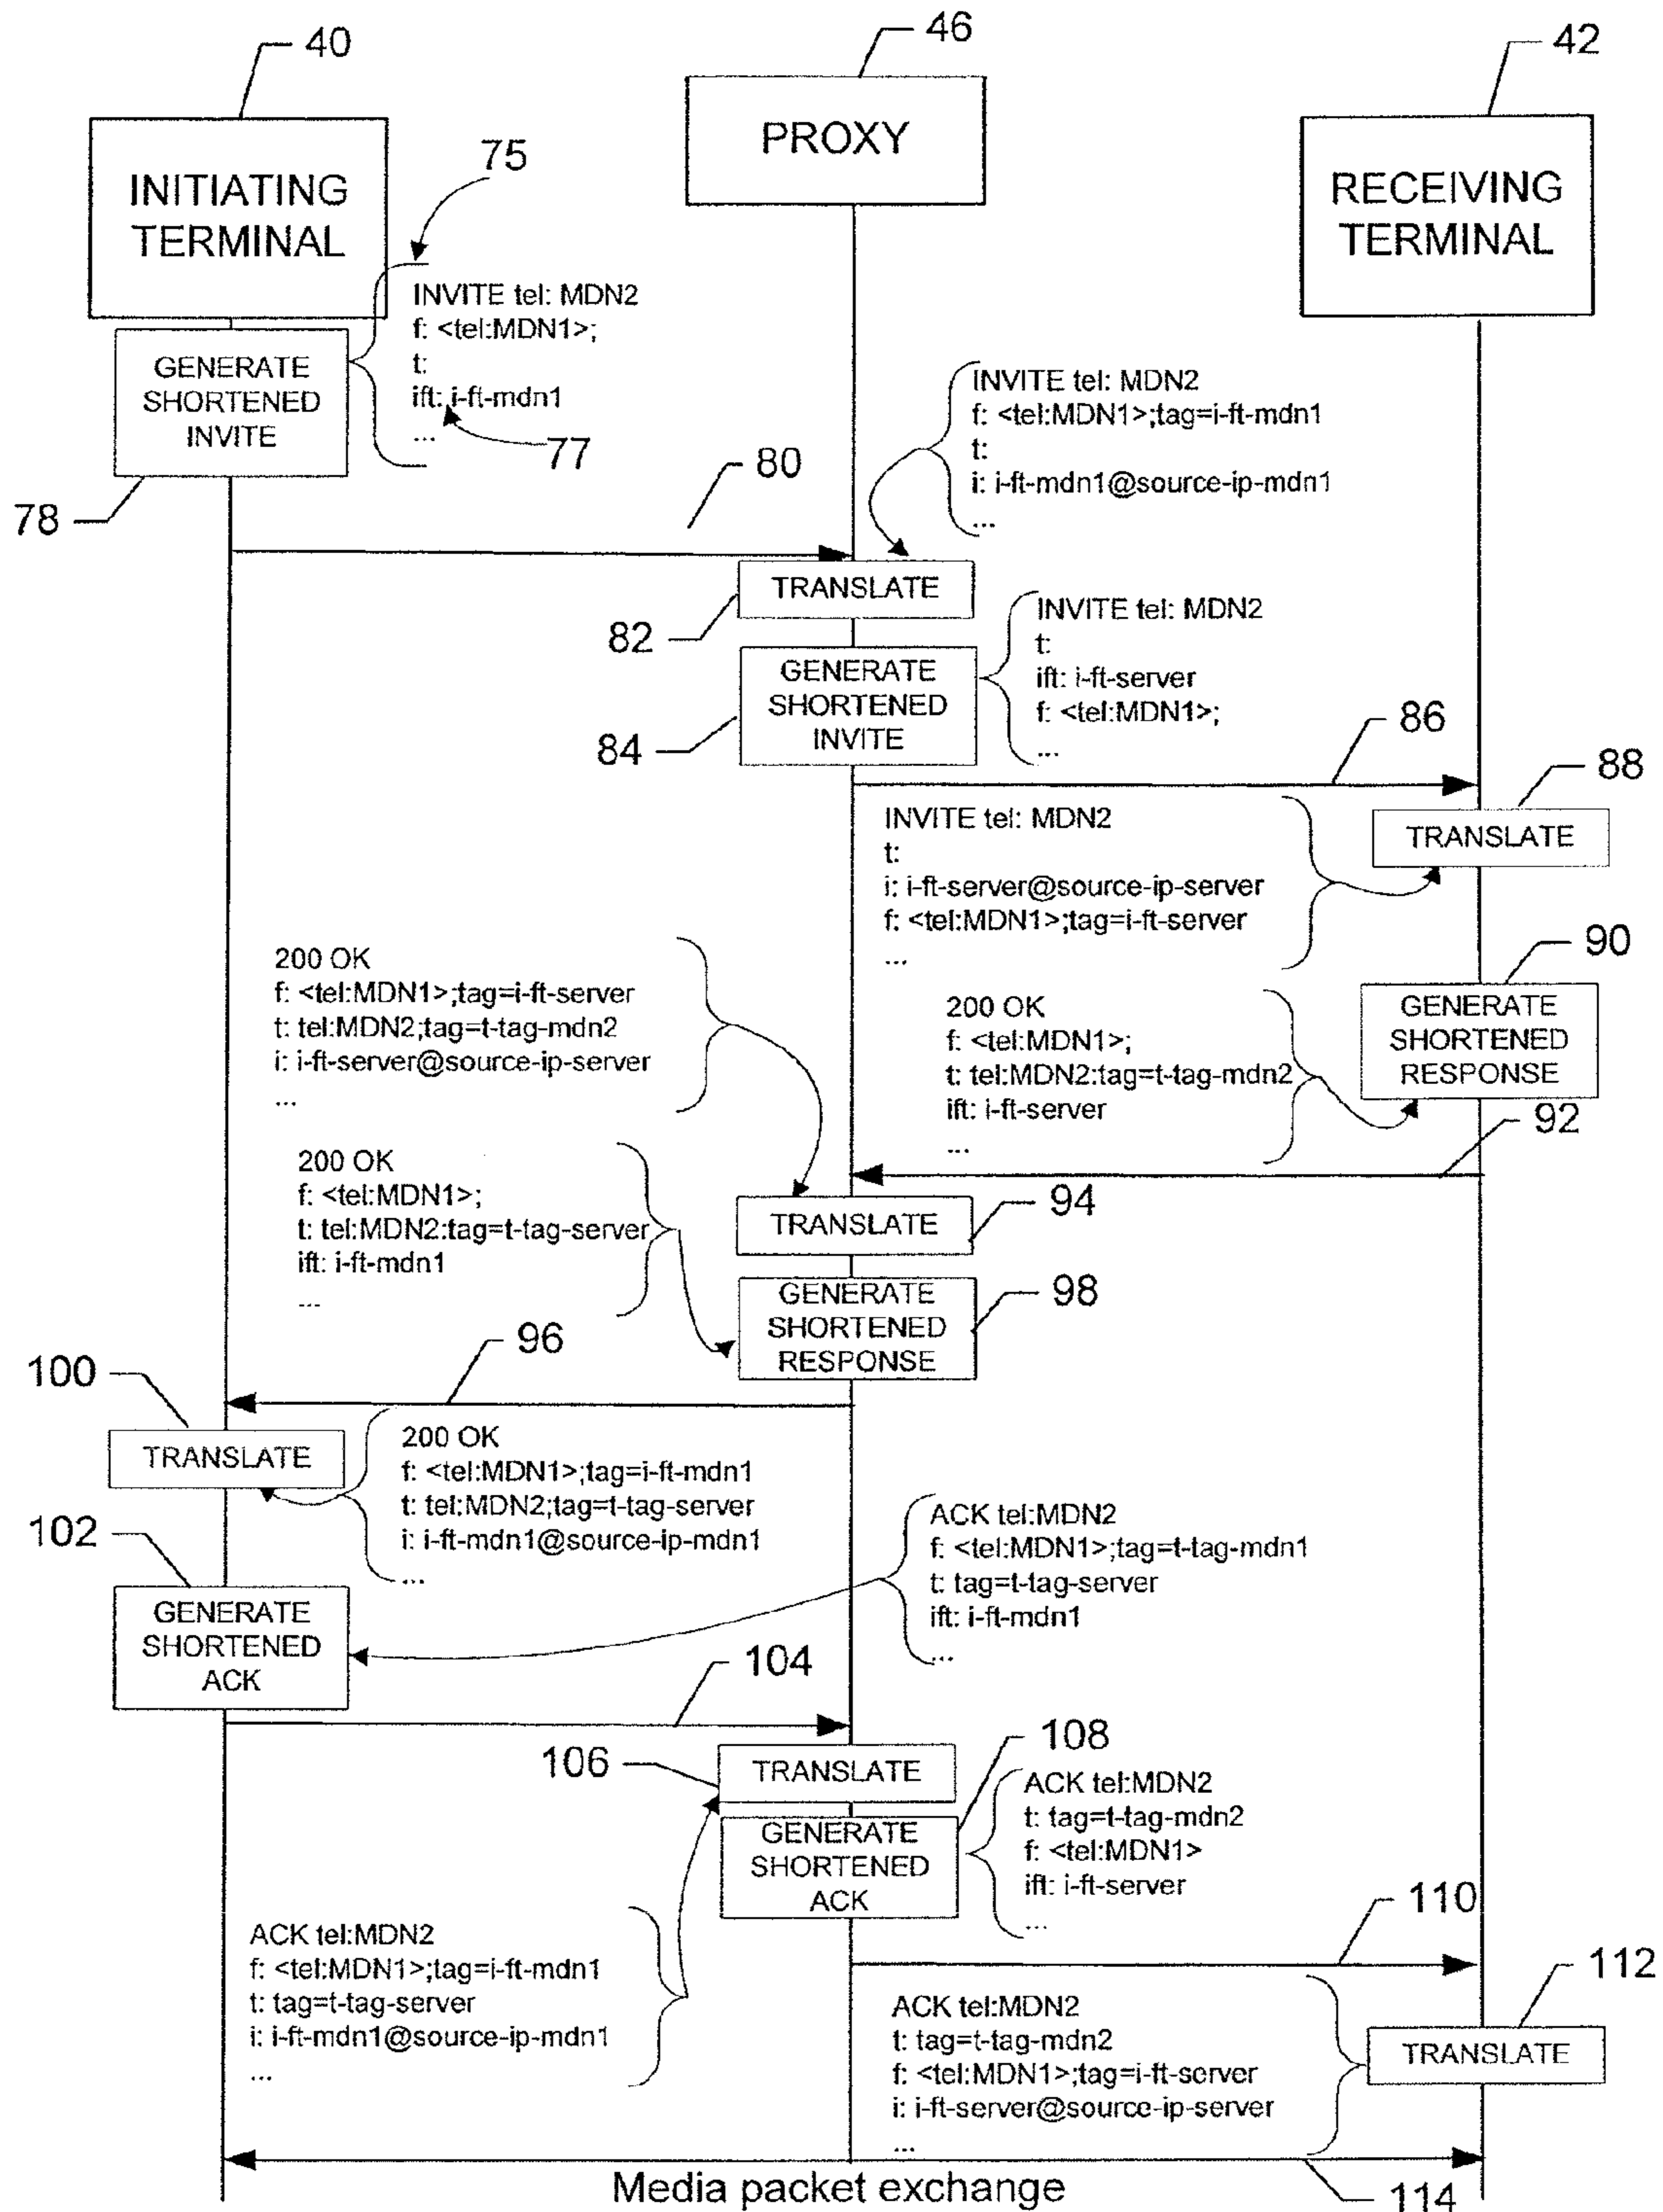 40
46
42
INITIATING
TERMINAL
PROXY
RECEIVING
TERMINAL
75
INVITE tel: MDN2
f: <tel:MDN1>;
t:
ift: i-ft-mdn1
...
77
GENERATE
SHORTENED
INVITE
78
80
INVITE tel: MDN2
f: <tel:MDN1>;tag=i-ft-mdn1
t:
i: i-ft-mdn1@source-ip-mdn1
...
TRANSLATE
82
GENERATE
SHORTENED
INVITE
84
INVITE tel: MDN2
t:
ift: i-ft-server
f: <tel:MDN1>;
...
86
88
TRANSLATE
INVITE tel: MDN2
t:
i: i-ft-server@source-ip-server
f: <tel:MDN1>;tag=i-ft-server
...
90
GENERATE
SHORTENED
RESPONSE
200 OK
f: <tel:MDN1>;
t: tel:MDN2:tag=t-tag-mdn2
ift: i-ft-server
...
92
200 OK
f: <tel:MDN1>;tag=i-ft-server
t: tel:MDN2;tag=t-tag-mdn2
i: i-ft-server@source-ip-server
...
TRANSLATE
94
200 OK
f: <tel:MDN1>;
t: tel:MDN2:tag=t-tag-server
ift: i-ft-mdn1
...
GENERATE
SHORTENED
RESPONSE
98
96
100
TRANSLATE
200 OK
f: <tel:MDN1>;tag=i-ft-mdn1
t: tel:MDN2;tag=t-tag-server
i: i-ft-mdn1@source-ip-mdn1
...
102
GENERATE
SHORTENED
ACK
ACK tel:MDN2
f: <tel:MDN1>;tag=t-tag-mdn1
t: tag=t-tag-server
ift: i-ft-mdn1
...
104
106
TRANSLATE
108
GENERATE
SHORTENED
ACK
ACK tel:MDN2
t: tag=t-tag-mdn2
f: <tel:MDN1>
ift: i-ft-server
...
ACK tel:MDN2
f: <tel:MDN1>;tag=i-ft-mdn1
t: tag=t-tag-server
i: i-ft-mdn1@source-ip-mdn1
...
110
112
TRANSLATE
ACK tel:MDN2
t: tag=t-tag-mdn2
f: <tel:MDN1>;tag=i-ft-server
i: i-ft-server@source-ip-server
...
Media packet exchange
114